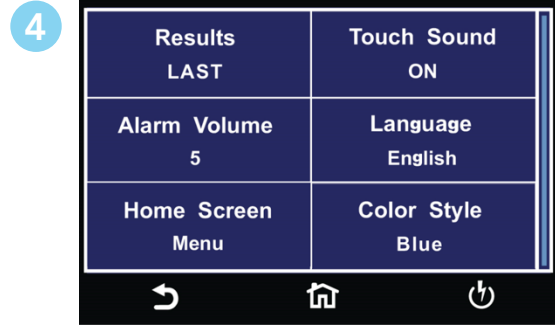 4
Results
LAST
Touch Sound
ON
Alarm Volume
5
Language
English
Home Screen
Menu
Color Style
Blue